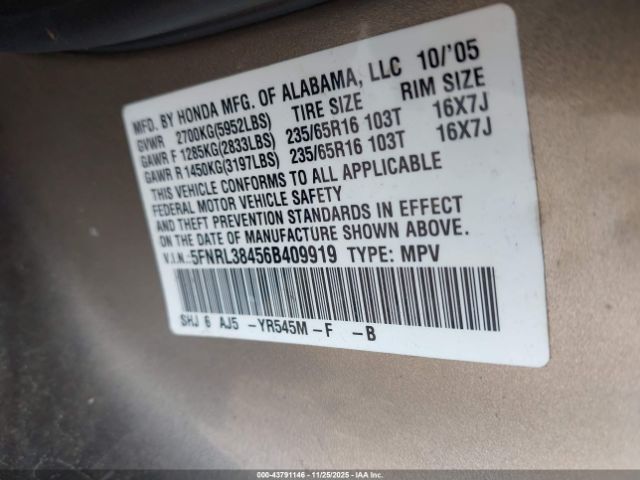 MFD. BY HONDA MFG. OF ALABAMA, LLC 10/'05
GVWR 2700KG(5952LBS) TIRE SIZE RIM SIZE
GAWR F 1285KG(2833LBS) 235/65R16 103T 16X7J
GAWR R 1450KG(3197LBS) 235/65R16 103T 16X7J
THIS VEHICLE CONFORMS TO ALL APPLICABLE
FEDERAL MOTOR VEHICLE SAFETY
AND THEFT PREVENTION STANDARDS IN EFFECT
ON THE DATE OF MANUFACTURE SHOWN ABOVE.
V.I.N.: 5FNRL38456B409919 TYPE: MPV
SHJ 6 AJ5 -YR545M -F -B
000-43791146 - 11/25/2025 - IAA Inc.